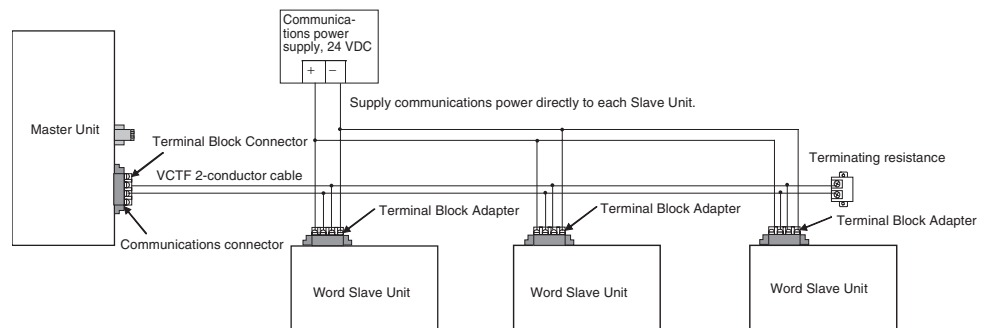 Communica-
tions power
supply, 24 VDC
+ −
Supply communications power directly to each Slave Unit.
Master Unit
Terminal Block Connector
Terminating resistance
VCTF 2-conductor cable
Terminal Block Adapter
Terminal Block Adapter
Terminal Block Adapter
Communications connector
Word Slave Unit
Word Slave Unit
Word Slave Unit